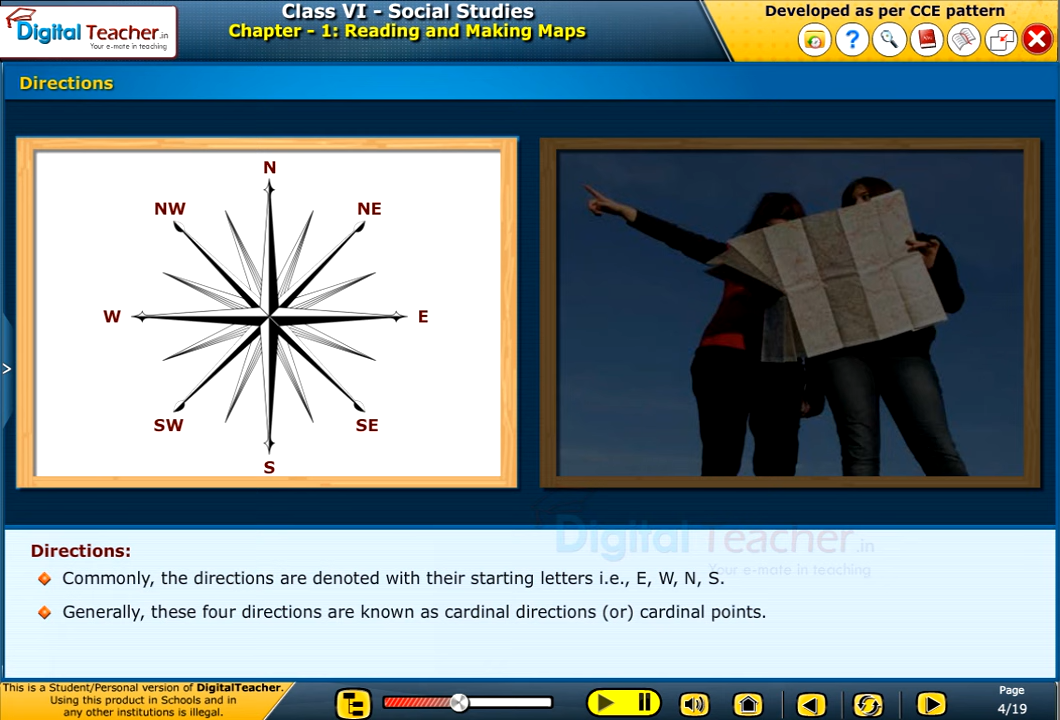 Digital Teacher.in
Your e-mate in teaching
Class VI - Social Studies
Chapter - 1: Reading and Making Maps
Developed as per CCE pattern
?
Directions
N
NW
NE
W
E
SW
SE
S
>
Digital Teacher.in
Your e-mate in teaching
Directions:
Commonly, the directions are denoted with their starting letters i.e., E, W, N, S.
Generally, these four directions are known as cardinal directions (or) cardinal points.
This is a Student/Personal version of DigitalTeacher.
Using this product in Schools and in
any other institutions is illegal.
Page
4/19